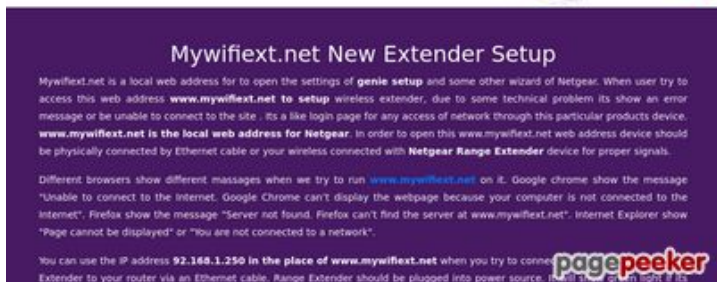 Mywifiext.net New Extender Setup
Mywifiext.net is a local web address for to open the settings of genie setup and some other wizard of Netgear. When user try to
access this web address www.mywifiext.net to setup wireless extender, due to some technical problem its show an error
message or be unable to connect to the site . Its a like login page for any access of network through this particular products device.
www.mywifiext.net is the local web address for Netgear. In order to open this www.mywifiext.net web address device should
be physically connected by Ethernet cable or your wireless connected with Netgear Range Extender device for proper signals.
Different browsers show different massages when we try to run www.mywifiext.net on it. Google chrome show the message
"Unable to connect to the Internet. Google Chrome can't display the webpage because your computer is not connected to the
Internet". Firefox show the message "Server not found. Firefox can't find the server at www.mywifiext.net". Internet Explorer show
"Page cannot be displayed" or "You are not connected to a network".
You can use the IP address 92.168.1.250 in the place of www.mywifiext.net when you try to
Extender to your router via an Ethernet cable. Range Extender should be plugged into power source. It will show green light if its
pagepeeker